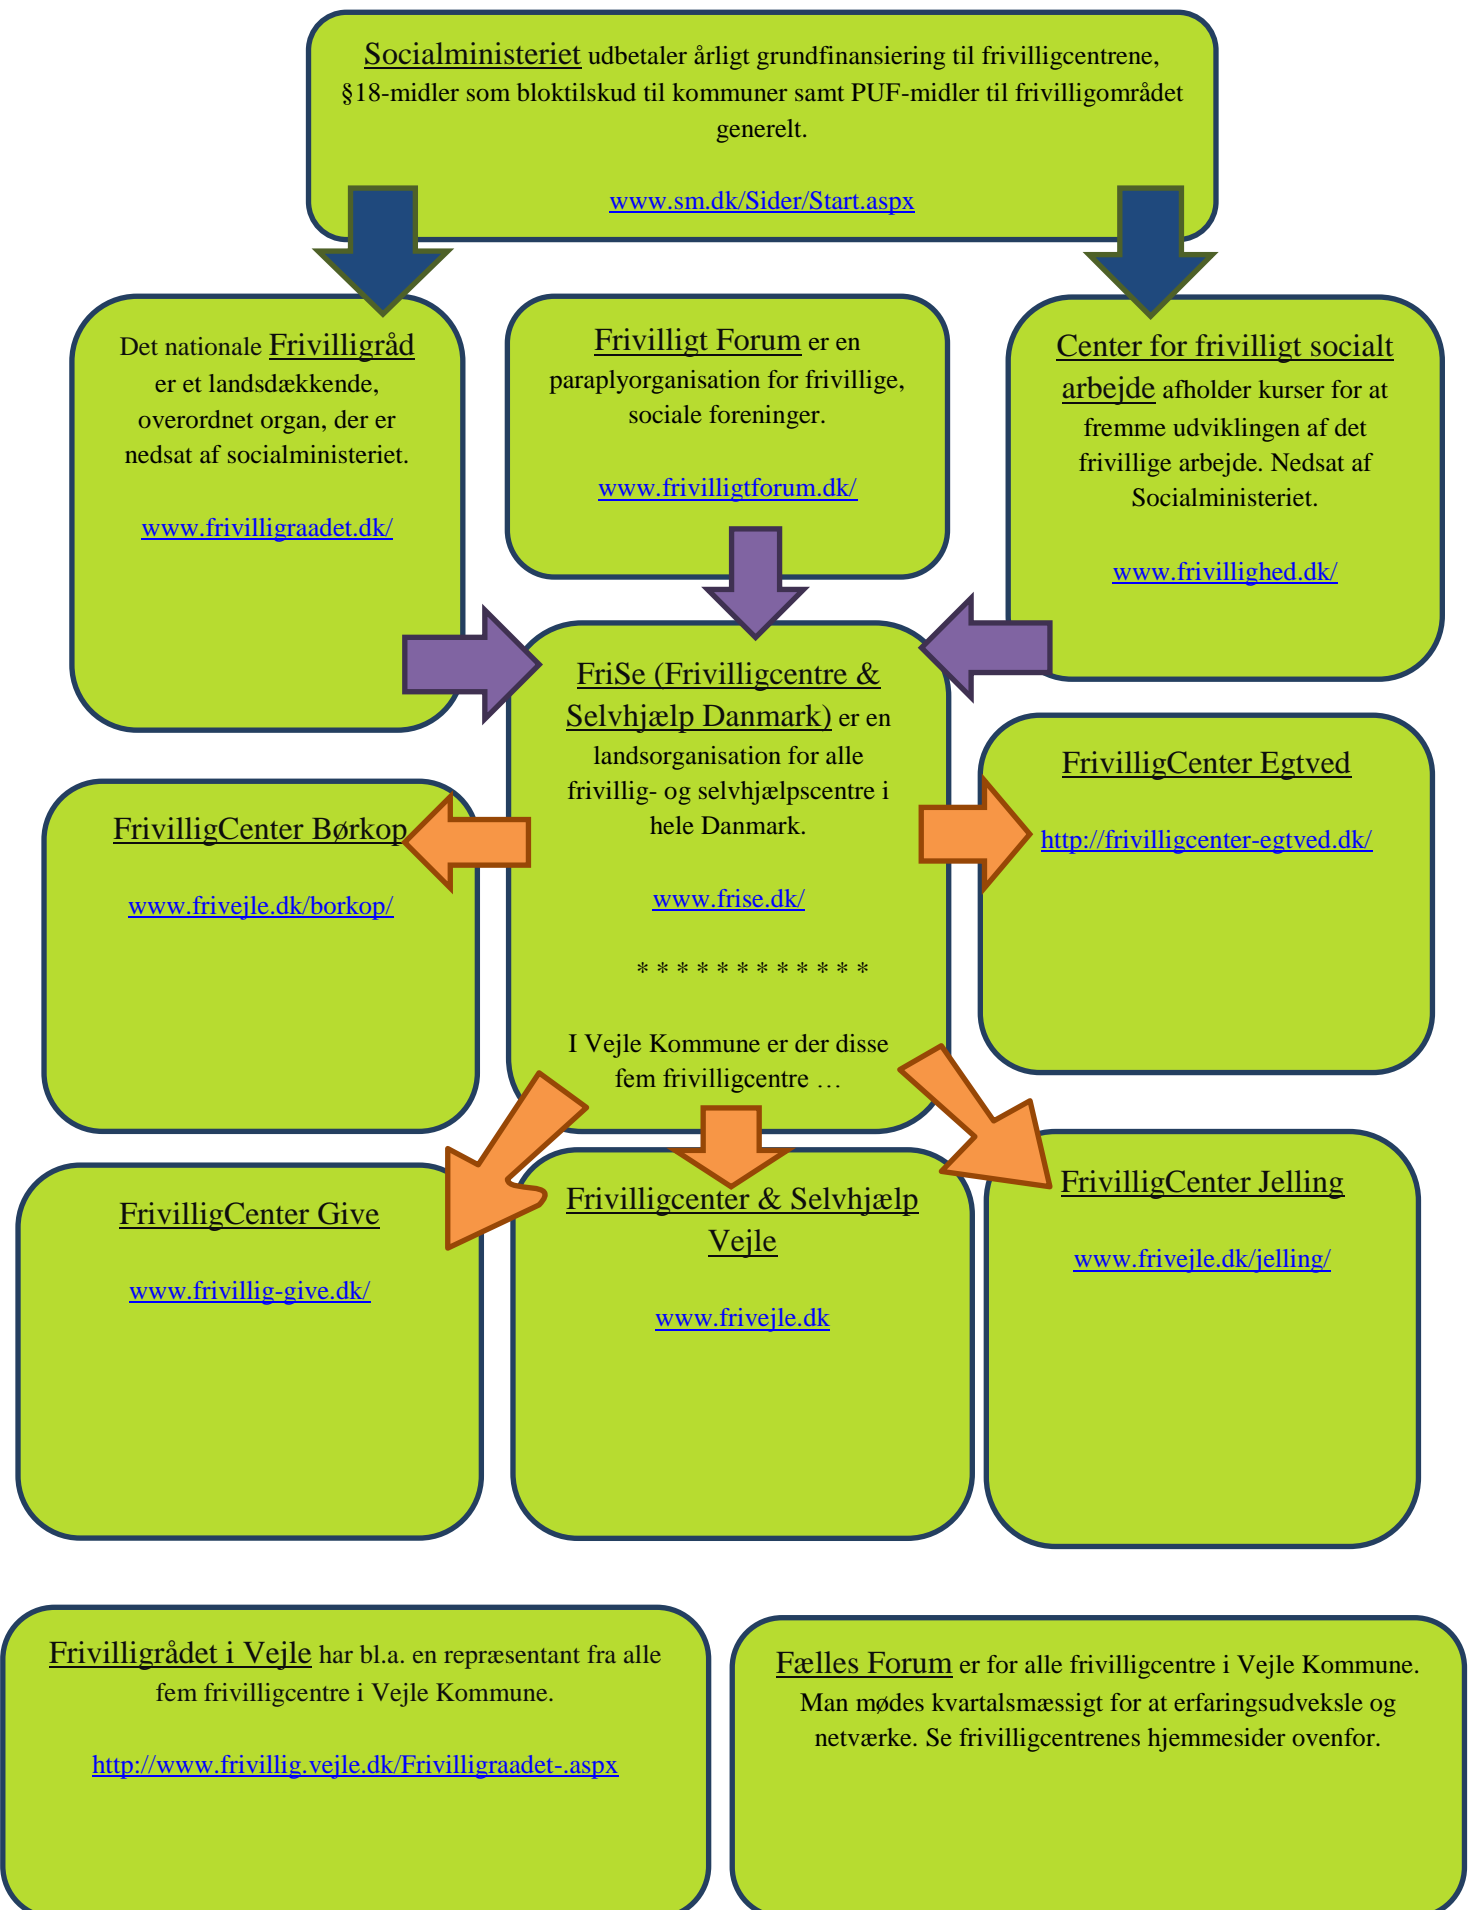 Socialministeriet udbetaler årligt grundfinansiering til frivilligcentrene,
§18-midler som bloktilskud til kommuner samt PUF-midler til frivilligområdet
generelt.
www.sm.dk/Sider/Start.aspx
Det nationale Frivilligråd
er et landsdækkende,
overordnet organ, der er
nedsat af socialministeriet.
www.frivilligraadet.dk/
Frivilligt Forum er en
paraplyorganisation for frivillige,
sociale foreninger.
www.frivilligtforum.dk/
Center for frivilligt socialt
arbejde afholder kurser for at
fremme udviklingen af det
frivillige arbejde. Nedsat af
Socialministeriet.
www.frivillighed.dk/
FriSe (Frivilligcentre &
Selvhjælp Danmark) er en
landsorganisation for alle
frivillig- og selvhjælpscentre i
hele Danmark.
www.frise.dk/
* * * * * * * * * * * *
I Vejle Kommune er der disse
fem frivilligcentre …
FrivilligCenter Børkop
www.frivejle.dk/borkop/
FrivilligCenter Egtved
http://frivilligcenter-egtved.dk/
FrivilligCenter Give
www.frivillig-give.dk/
Frivilligcenter & Selvhjælp
Vejle
www.frivejle.dk
FrivilligCenter Jelling
www.frivejle.dk/jelling/
Frivilligrådet i Vejle har bl.a. en repræsentant fra alle
fem frivilligcentre i Vejle Kommune.
http://www.frivillig.vejle.dk/Frivilligraadet-.aspx
Fælles Forum er for alle frivilligcentre i Vejle Kommune.
Man mødes kvartalsmæssigt for at erfaringsudveksle og
netværke. Se frivilligcentrenes hjemmesider ovenfor.